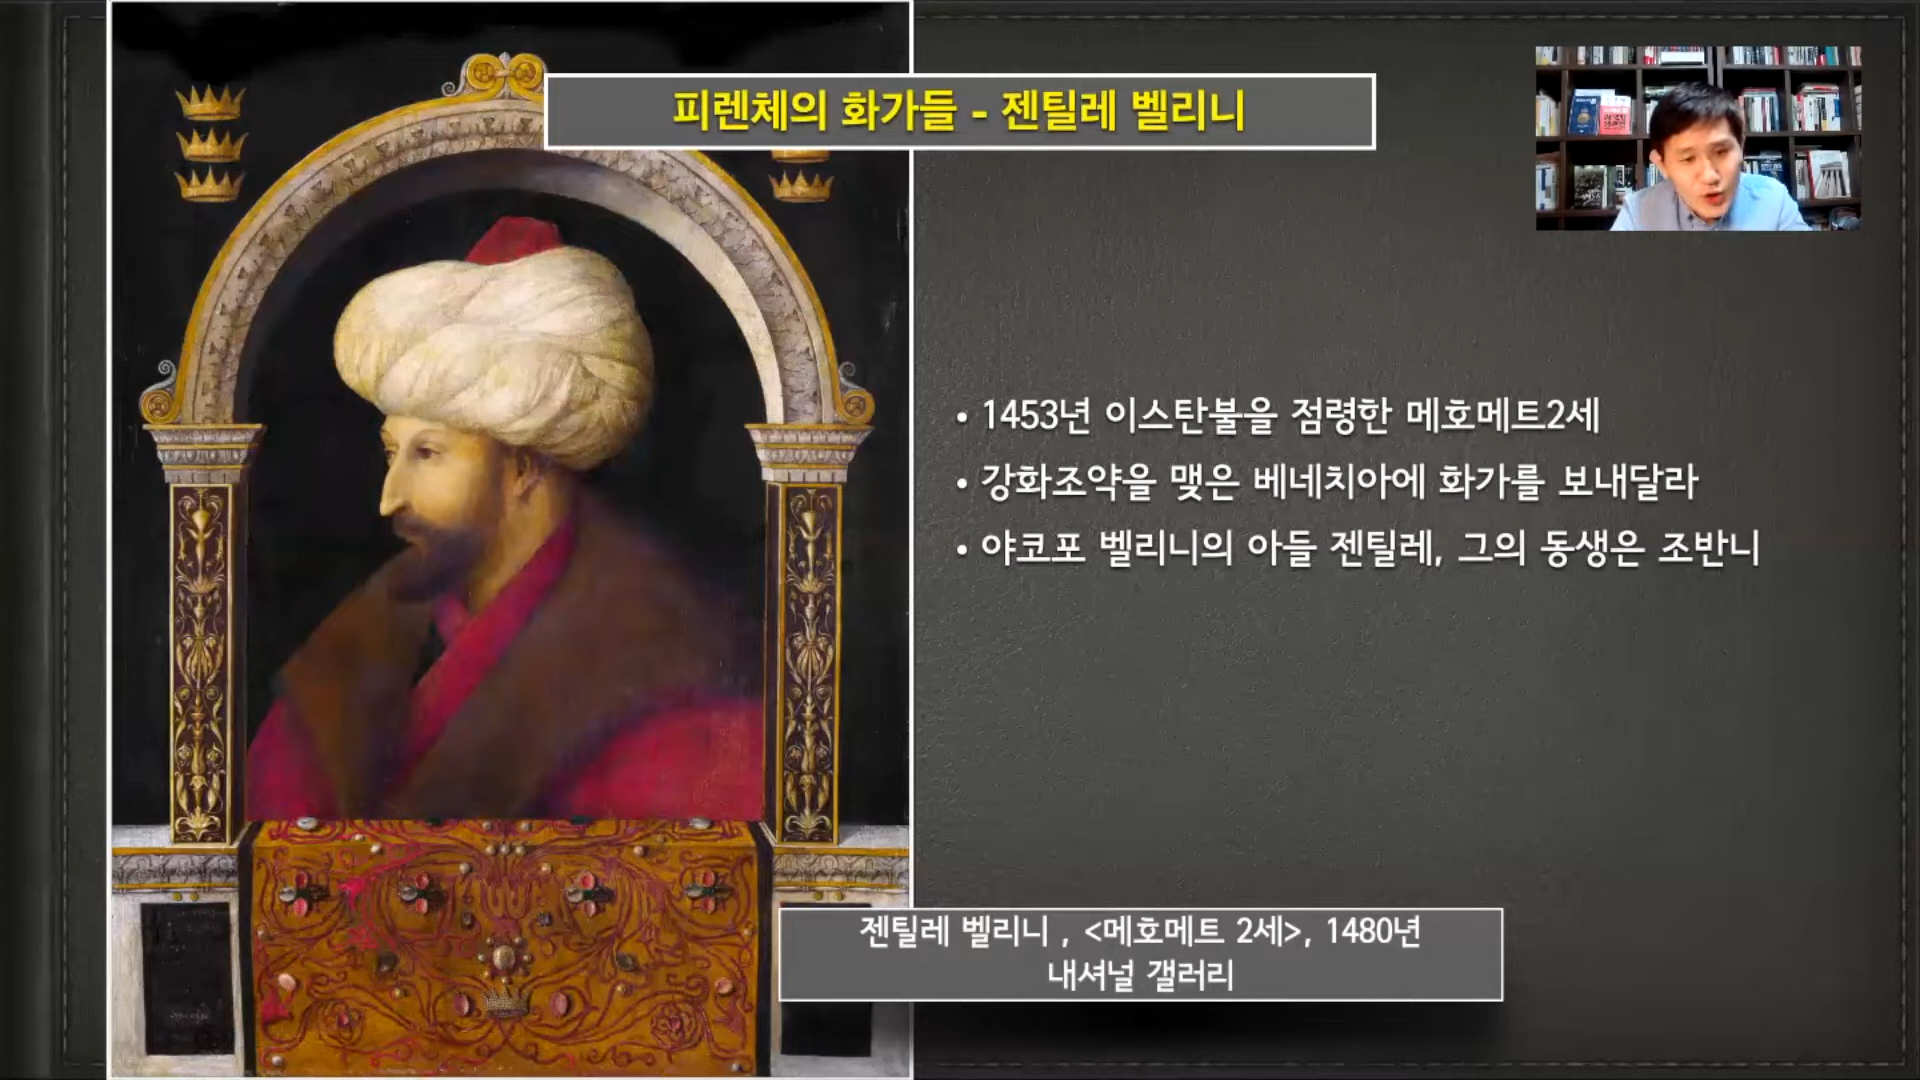 피렌체의 화가들 - 젠틸레 벨리니
• 1453년 이스탄불을 점령한 메호메트2세
• 강화조약을 맺은 베네치아에 화가를 보내달라
• 야코포 벨리니의 아들 젠틸레, 그의 동생은 조반니
젠틸레 벨리니 , <메호메트 2세>, 1480년
내셔널 갤러리